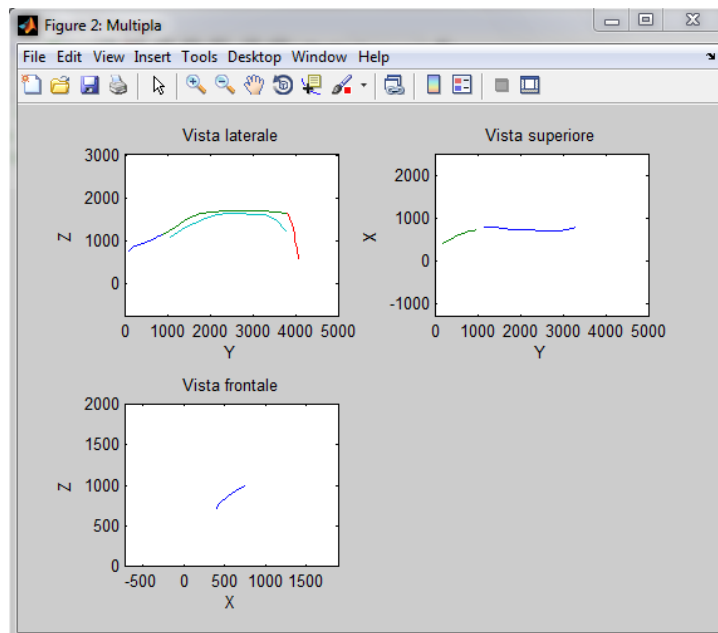 Figure 2: Multipla
File Edit View Insert Tools Desktop Window Help
Vista laterale
3000
2000
1000
0
Z
0 1000 2000 3000 4000 5000
Y
Vista superiore
2000
1000
0
-1000
X
0 1000 2000 3000 4000 5000
Y
Vista frontale
2000
1500
1000
500
0
Z
-500 0 500 1000 1500
X